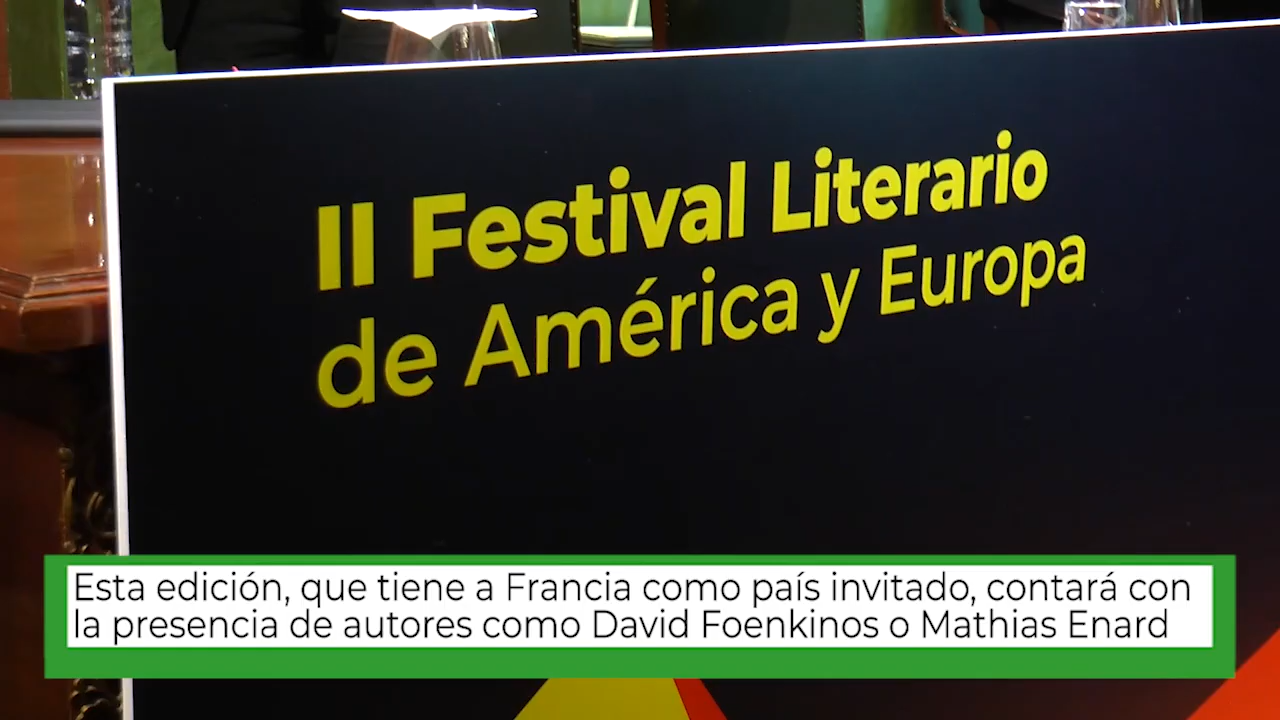 II Festival Literario
de América y Europa
Esta edición, que tiene a Francia como país invitado, contará con
la presencia de autores como David Foenkinos o Mathias Enard